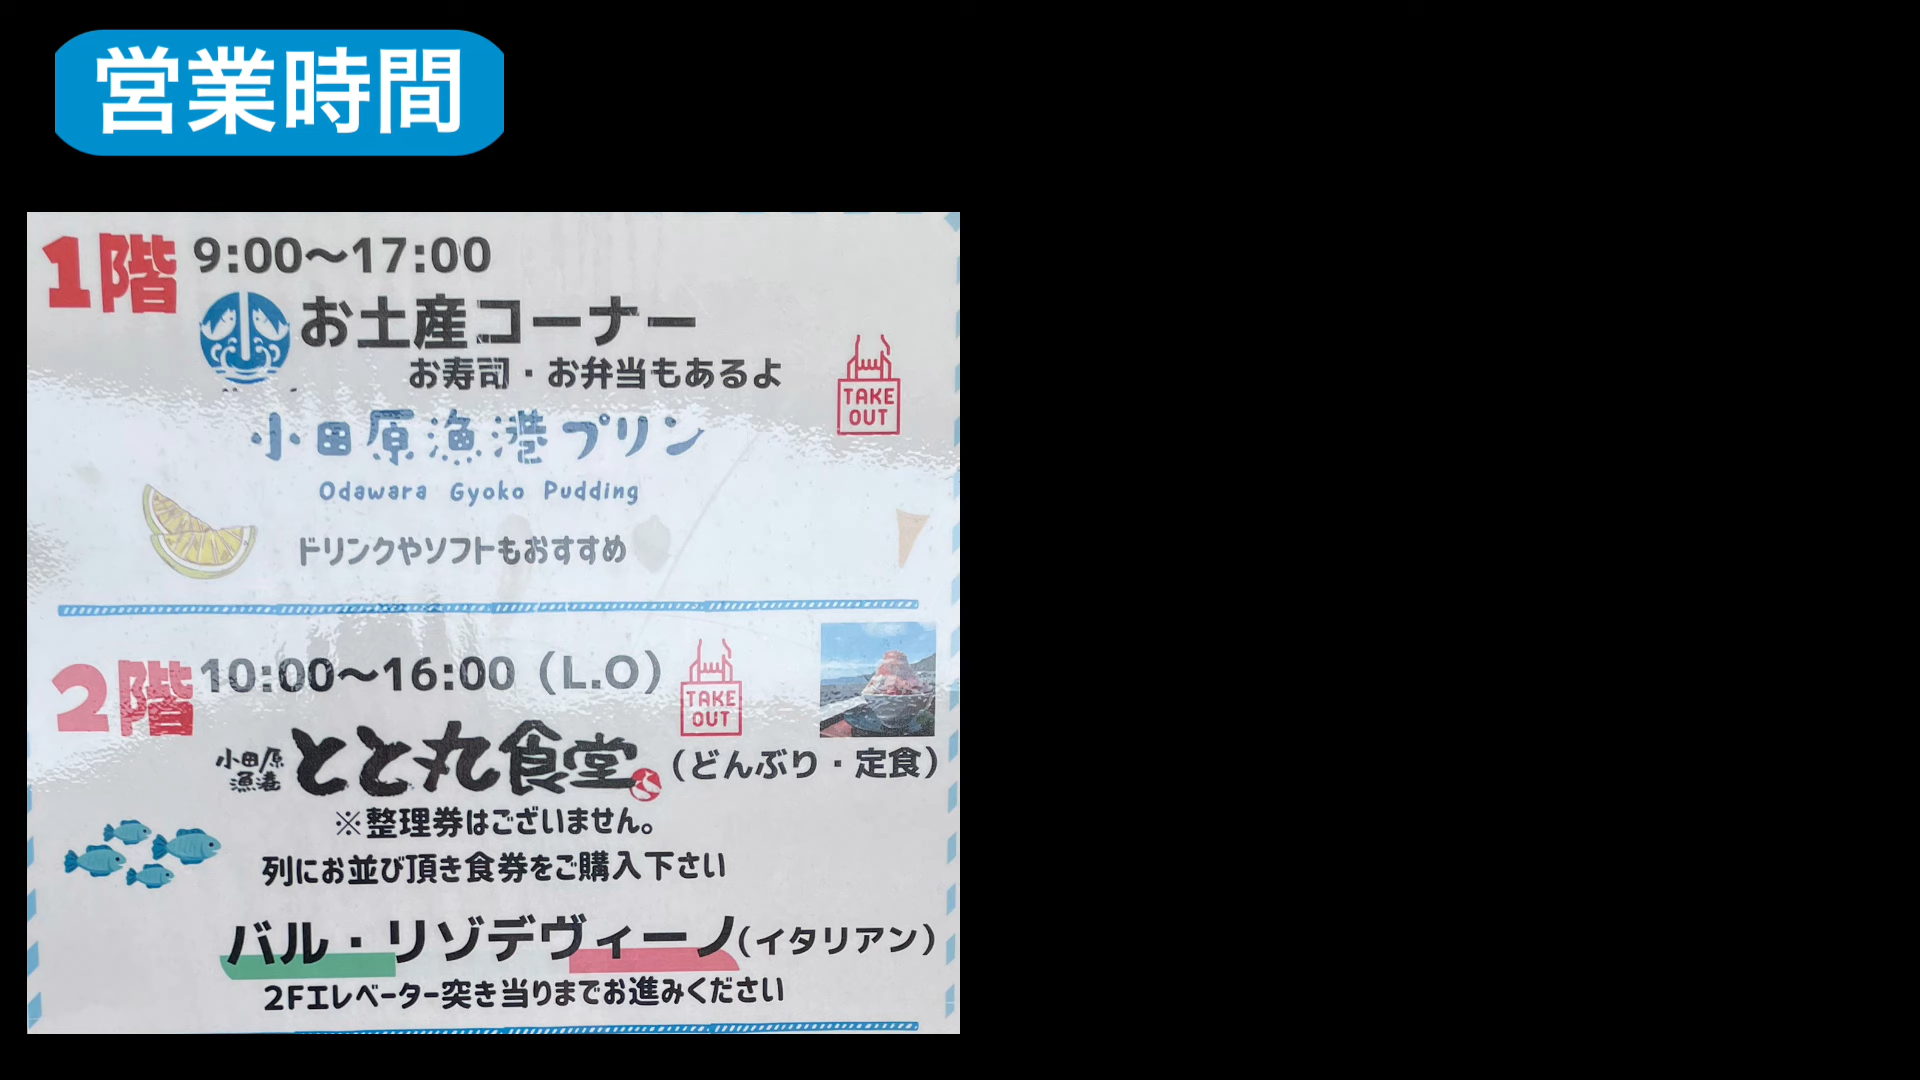 営業時間
1階 9:00〜17:00
お土産コーナー
お寿司・お弁当もあるよ
TAKE
OUT
小田原漁港プリン
Odawara Gyoko Pudding
ドリンクやソフトもおすすめ
2階 10:00〜16:00（L.O）
TAKE
OUT
小田原
漁港
とと丸食堂
（どんぶり・定食）
※整理券はございません。
列にお並び頂き食券をご購入下さい
バル・リゾデヴィーノ(イタリアン）
2Fエレベーター突き当りまでお進みください